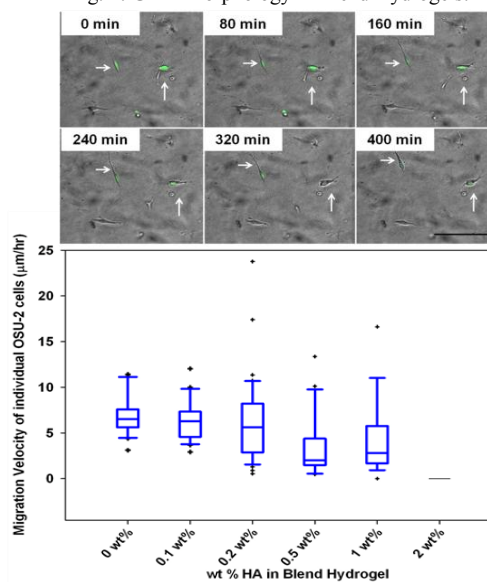 0 min
80 min
160 min
240 min
320 min
400 min
Migration Velocity of individual OSU-2 cells (µm/hr)
25
20
15
10
5
0
0 wt%
0.1 wt%
0.2 wt%
0.5 wt%
1 wt%
2 wt%
wt % HA in Blend Hydrogel